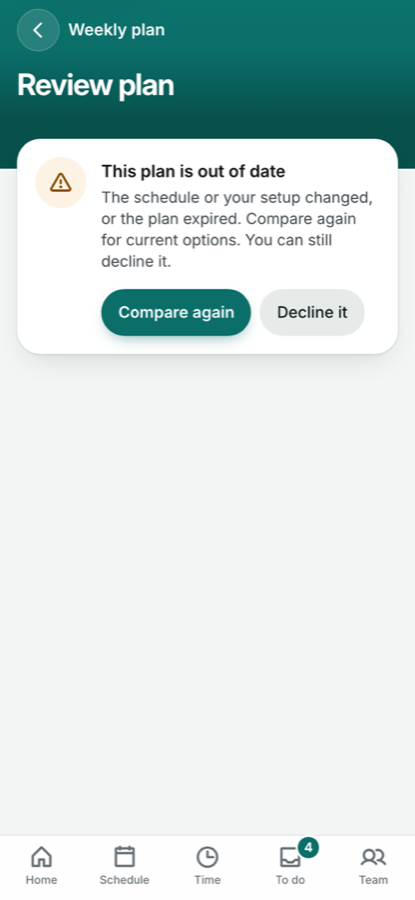 Weekly plan
Review plan
This plan is out of date
The schedule or your setup changed,
or the plan expired. Compare again
for current options. You can still
decline it.
Compare again
Decline it
4
Home
Schedule
Time
To do
Team